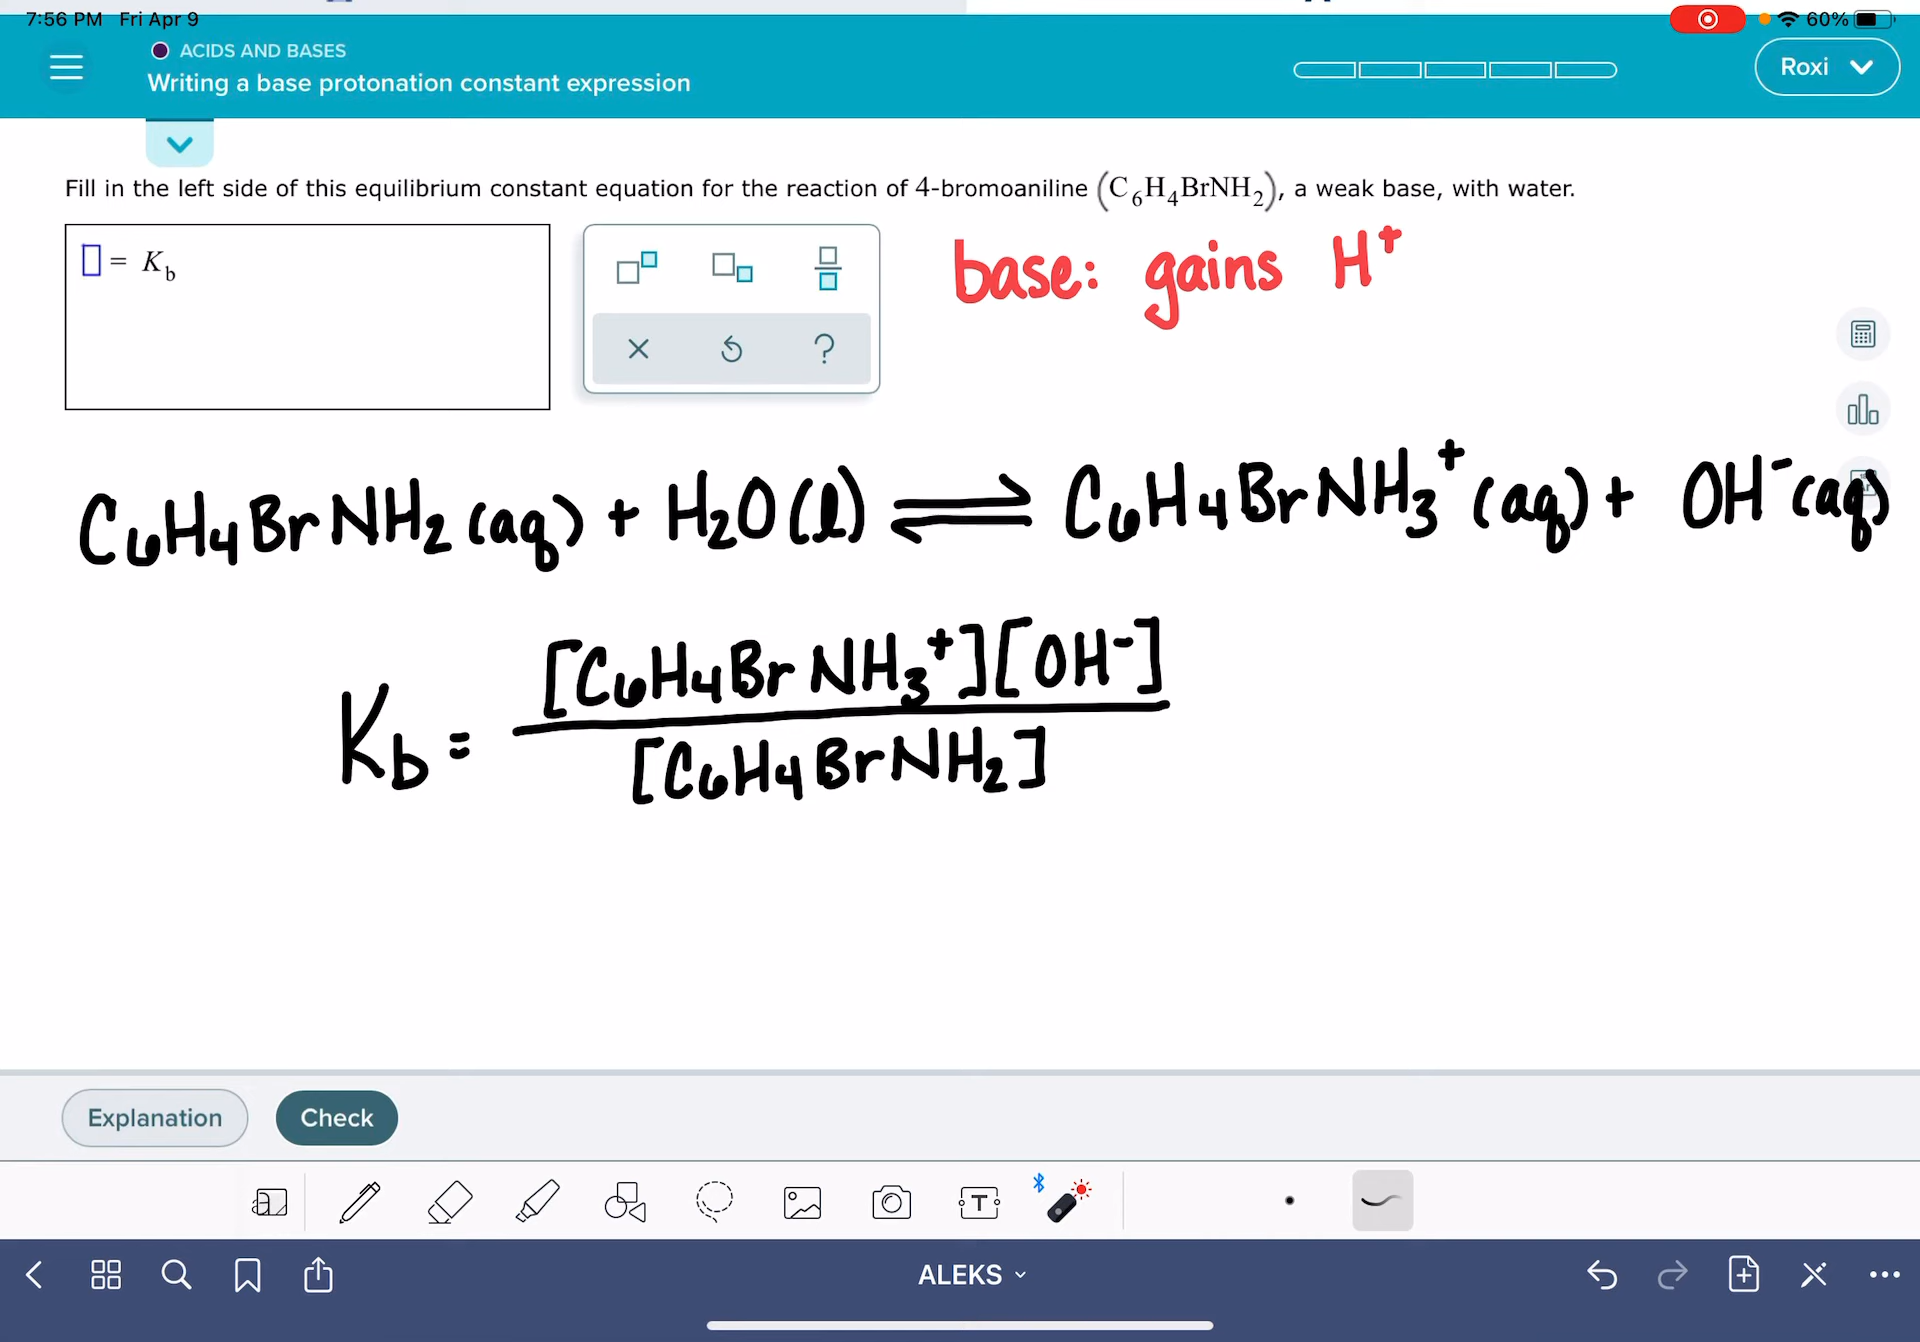 7:56 PM Fri Apr 9
60%
ACIDS AND BASES
Writing a base protonation constant expression
Roxi
Fill in the left side of this equilibrium constant equation for the reaction of 4-bromoaniline (C₆H₄BrNH₂), a weak base, with water.
▯ = K_b
?
base: gains H⁺
C₆H₄BrNH₂(aq) + H₂O(l) ⇌ C₆H₄BrNH₃⁺(aq) + OH⁻(aq)
K_b = [C₆H₄BrNH₃⁺][OH⁻]
[C₆H₄BrNH₂]
Explanation
Check
a
T
ALEKS